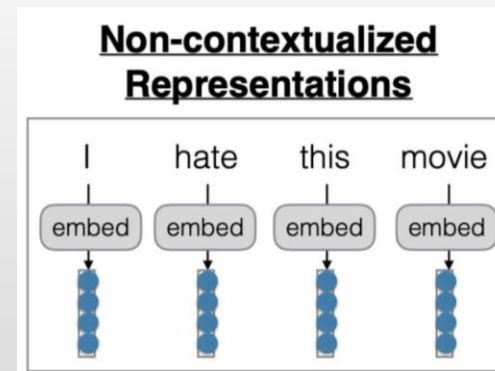 Non-contextualized
Representations
I hate this movie
embed embed embed embed